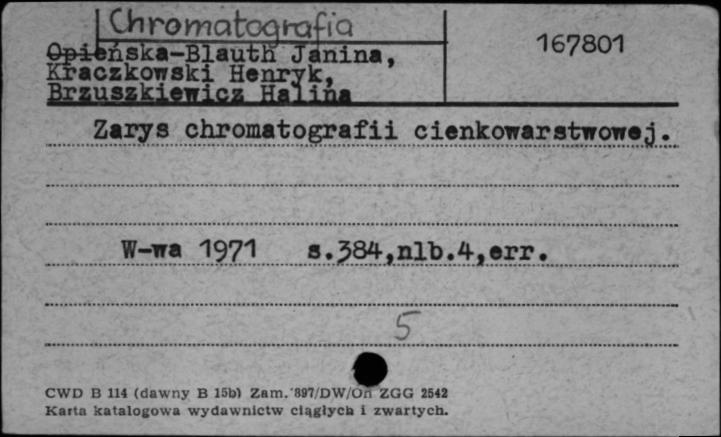 Chromatografia
167801
Opieńska-Blauth Janina,
Kraczkowski Henryk,
Brzuszkiewicz Halina
Zarys chromatografii cienkowarstwowej.
W-wa 1971 s.384,nlb.4,err.
5
CWD B 114 (dawny B 15b) Zam. 897/DW/On ZGG 2542
Karta katalogowa wydawnictw ciągłych i zwartych.